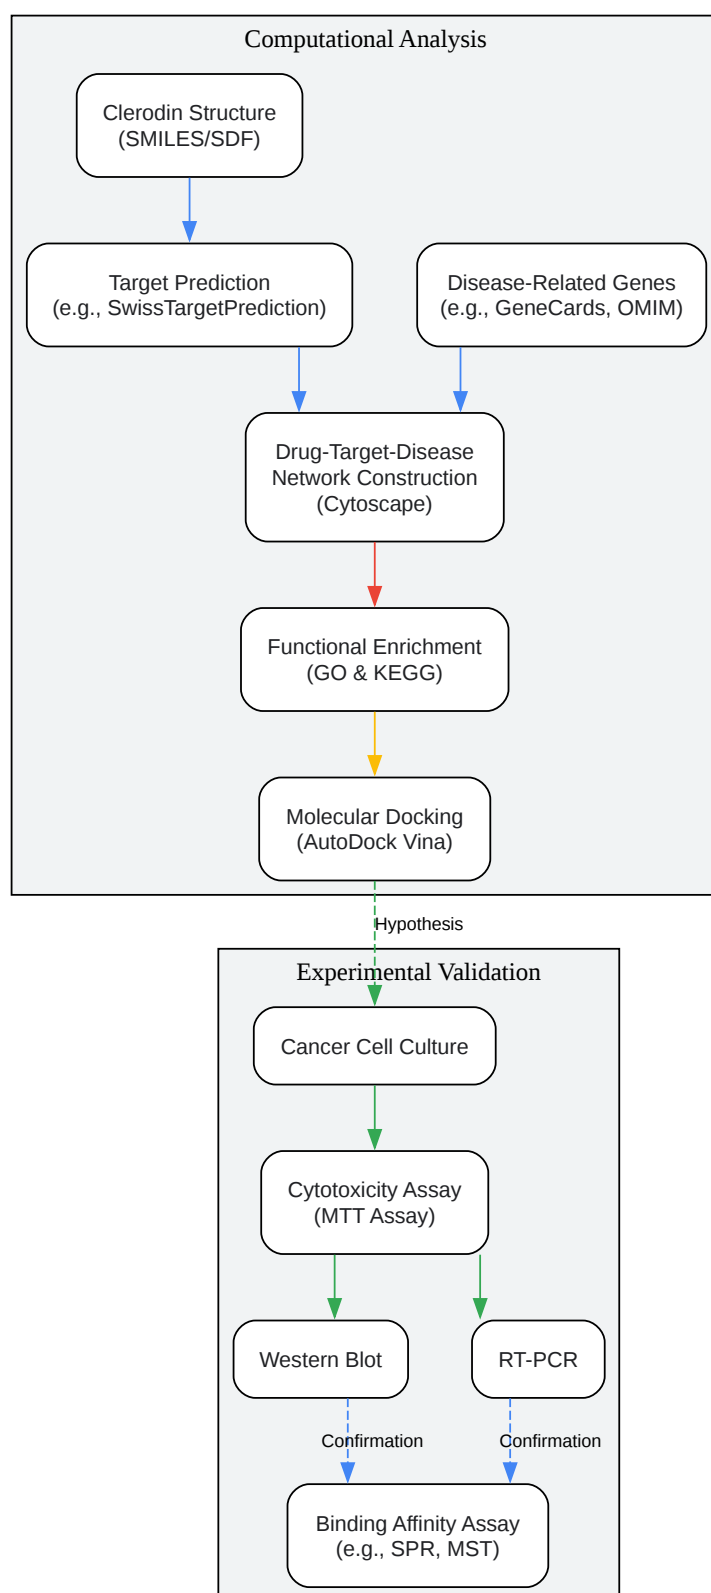 Computational Analysis
Clerodin Structure
(SMILES/SDF)
Target Prediction
(e.g., SwissTargetPrediction)
Disease-Related Genes
(e.g., GeneCards, OMIM)
Drug-Target-Disease
Network Construction
(Cytoscape)
Functional Enrichment
(GO & KEGG)
Molecular Docking
(AutoDock Vina)
Hypothesis
Experimental Validation
Cancer Cell Culture
Cytotoxicity Assay
(MTT Assay)
Western Blot
RT-PCR
Confirmation
Confirmation
Binding Affinity Assay
(e.g., SPR, MST)